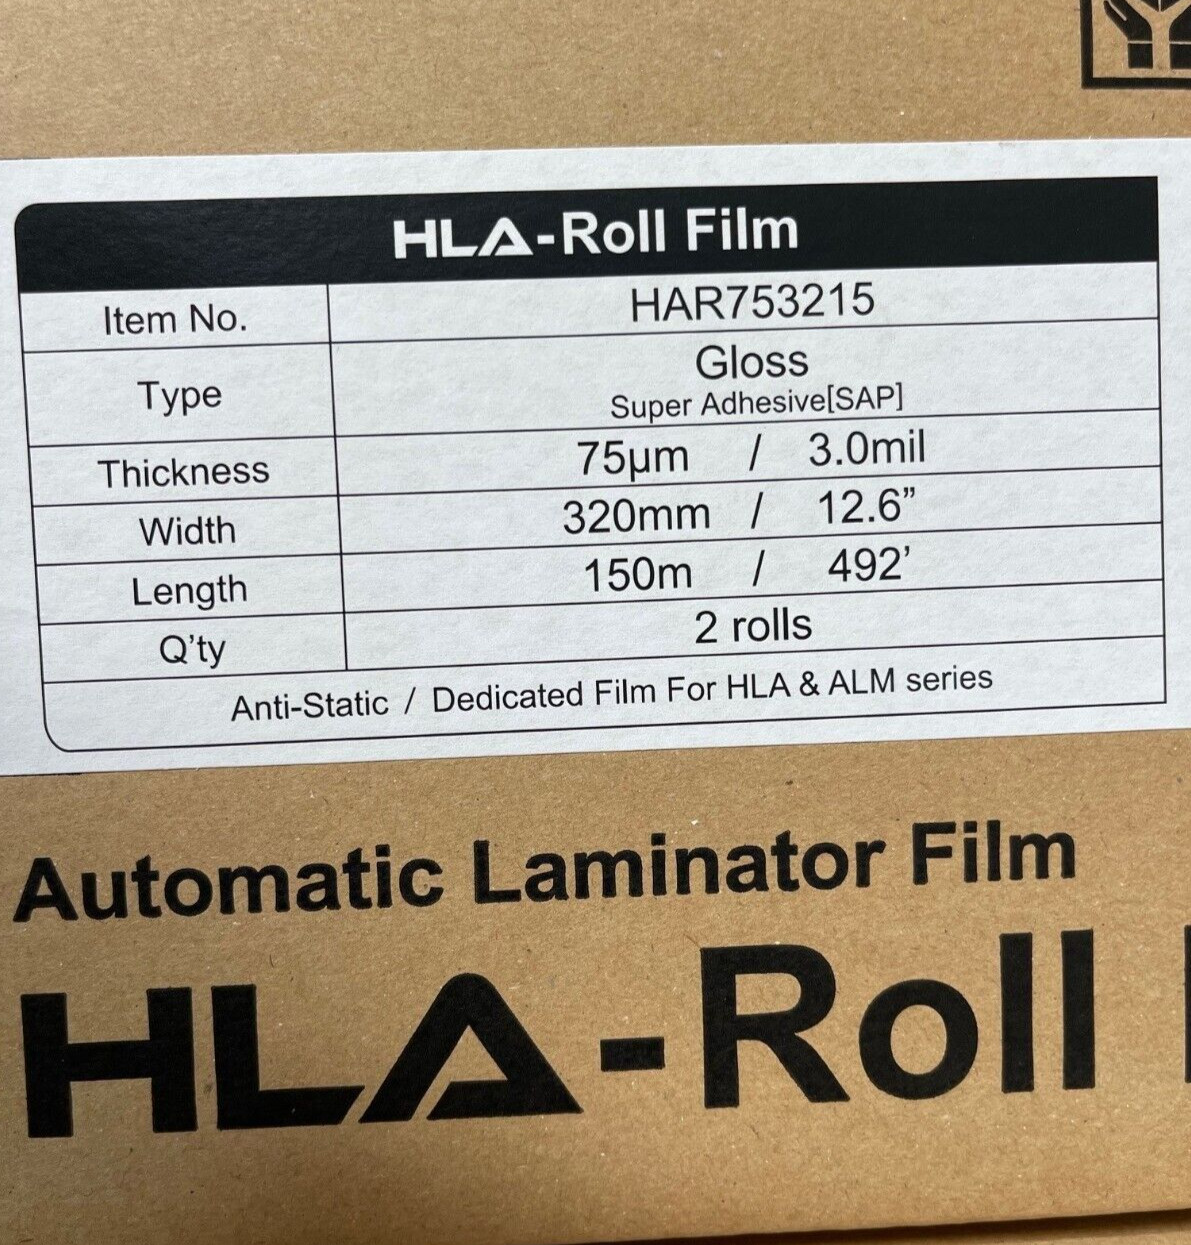 HLA-Roll Film
Item No. HAR753215
Type Gloss
Super Adhesive[SAP]
Thickness 75μm / 3.0mil
Width 320mm / 12.6”
Length 150m / 492’
Q’ty 2 rolls
Anti-Static / Dedicated Film For HLA & ALM series
Automatic Laminator Film
HLA-Roll